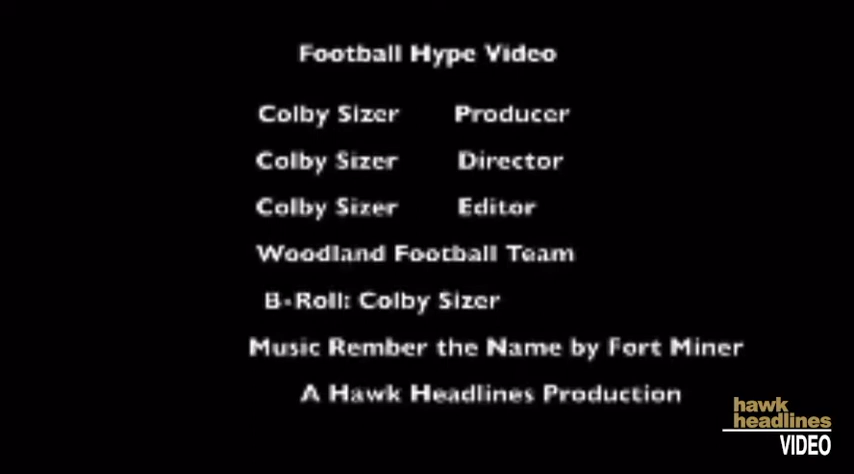 Football Hype Video
Colby Sizer Producer
Colby Sizer Director
Colby Sizer Editor
Woodland Football Team
B-Roll: Colby Sizer
Music Rember the Name by Fort Miner
A Hawk Headlines Production
hawk
headlines
VIDEO